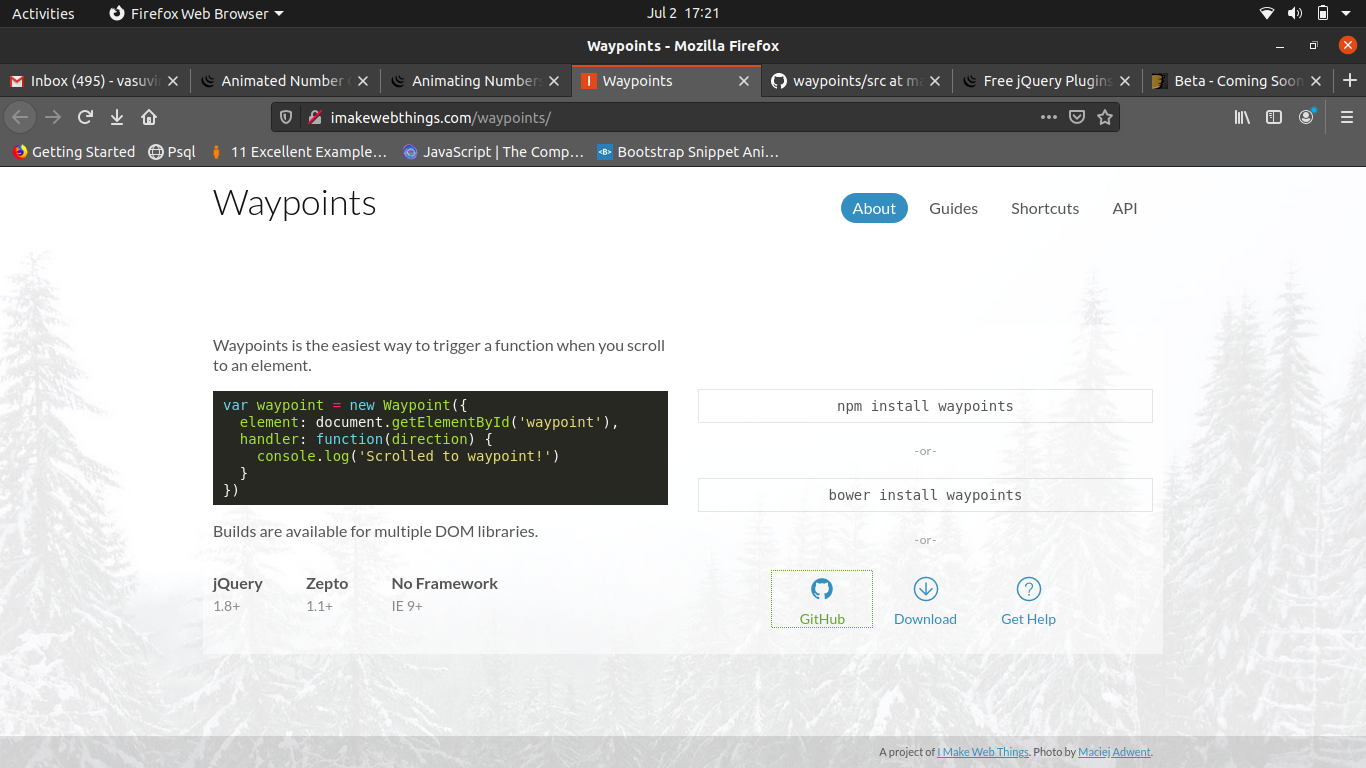 Activities
Firefox Web Browser
Jul 2 17:21
Waypoints - Mozilla Firefox
Inbox (495) - vasuvi
Animated Number
Animating Numbers
Waypoints
waypoints/src at ma
Free jQuery Plugins
Beta - Coming Soon
imakewebthings.com/waypoints/
Getting Started
Psql
11 Excellent Example…
JavaScript | The Comp…
<B>
Bootstrap Snippet Ani…
Waypoints
About
Guides
Shortcuts
API
Waypoints is the easiest way to trigger a function when you scroll
to an element.
var waypoint = new Waypoint({
  element: document.getElementById('waypoint'),
  handler: function(direction) {
    console.log('Scrolled to waypoint!')
  }
})
Builds are available for multiple DOM libraries.
jQuery
1.8+
Zepto
1.1+
No Framework
IE 9+
npm install waypoints
-or-
bower install waypoints
-or-
GitHub
Download
Get Help
A project of I Make Web Things. Photo by Maciej Adwent.